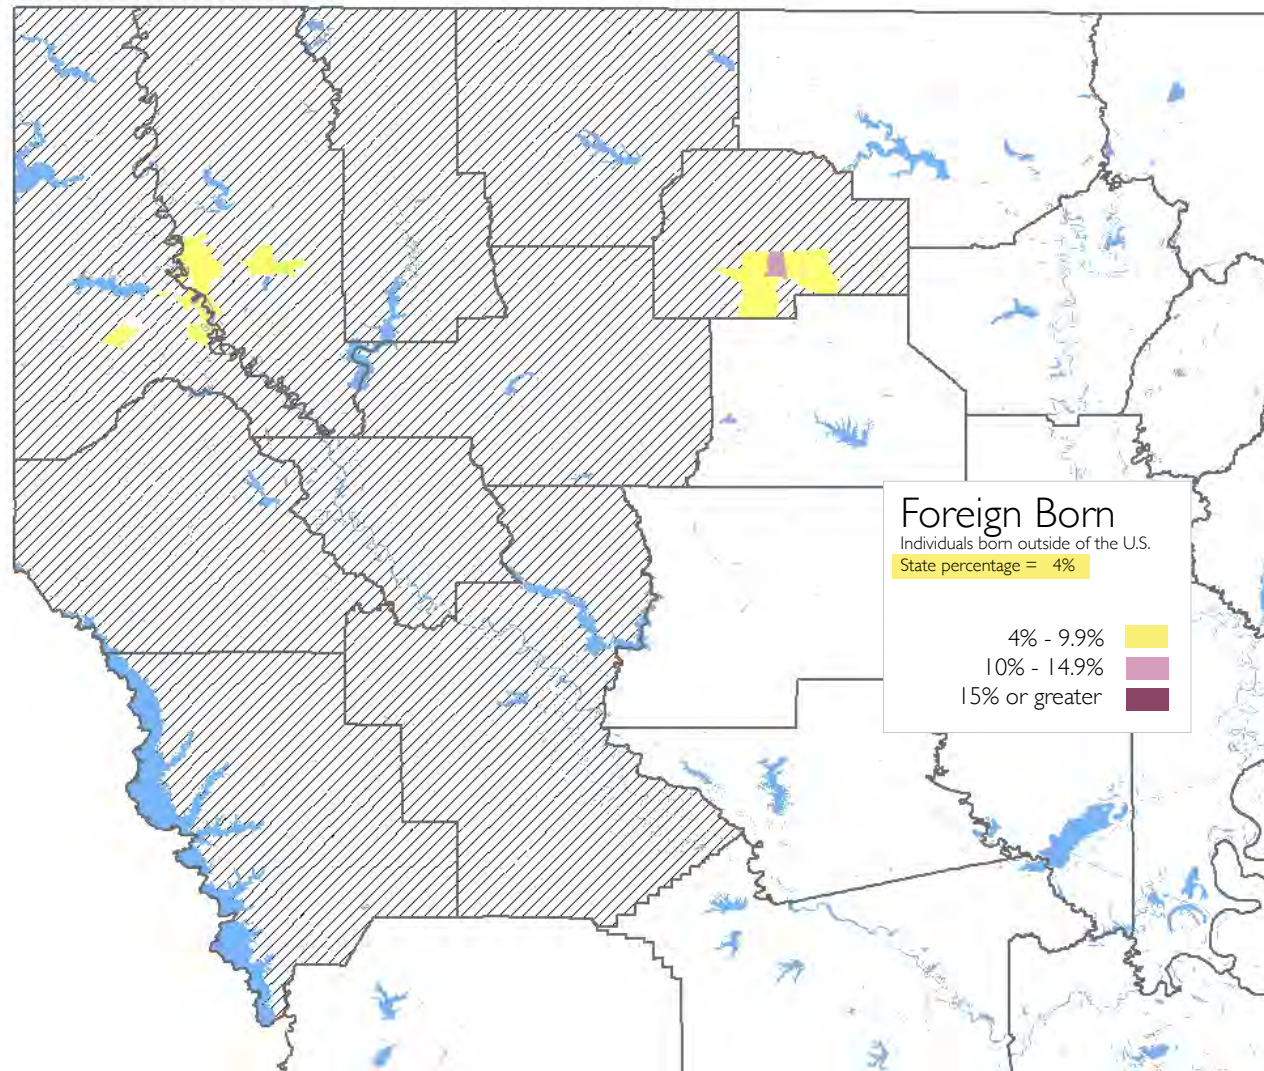 Foreign Born
Individuals born outside of the U.S.
State percentage = 4%
4% - 9.9%
10% - 14.9%
15% or greater